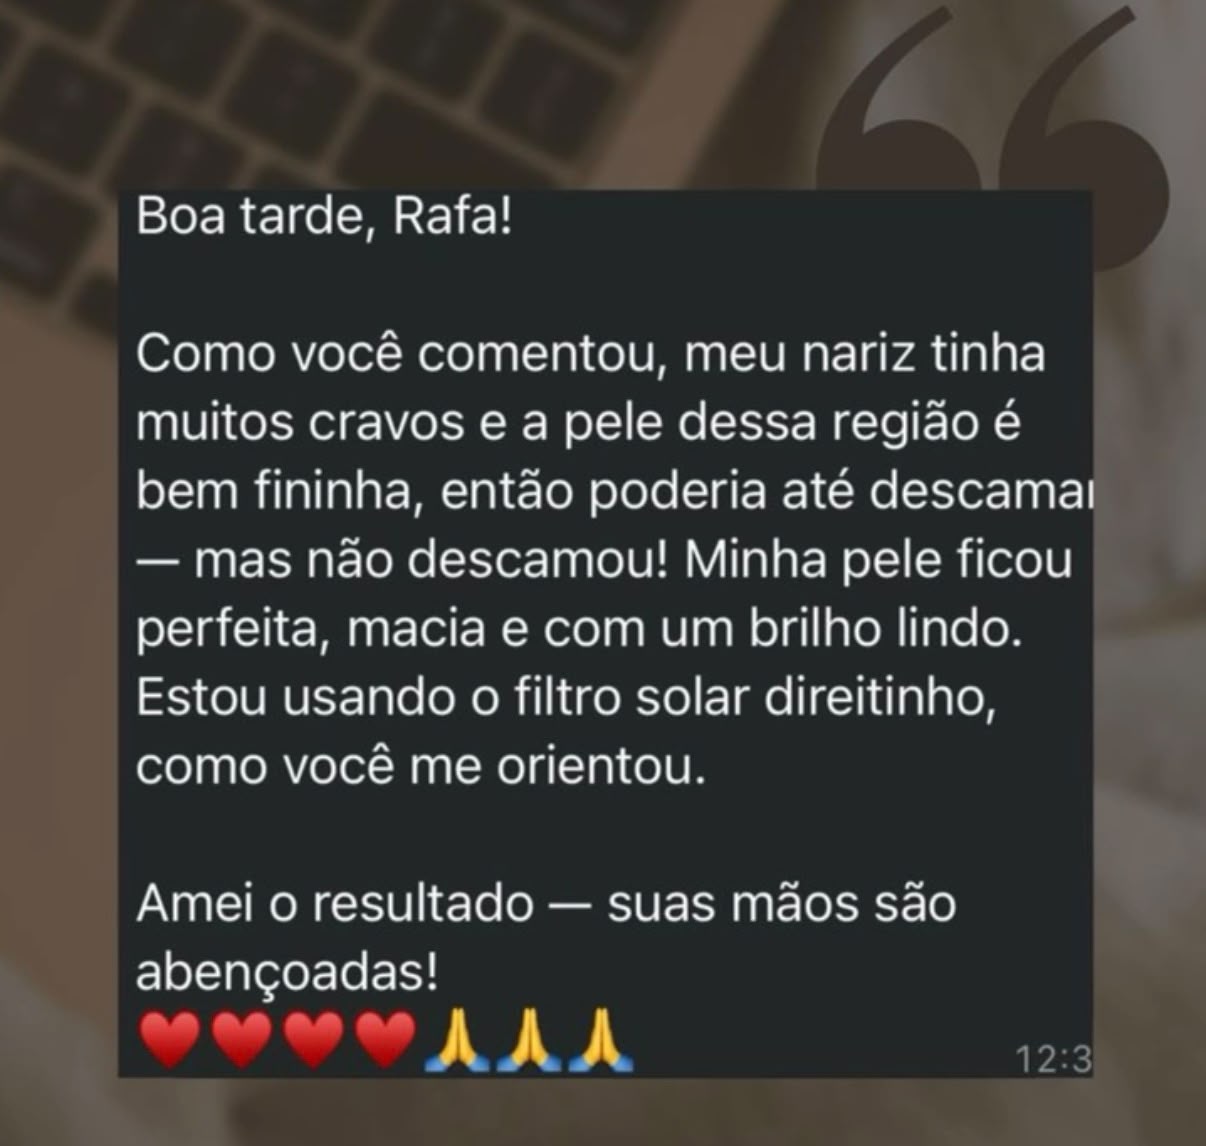 Boa tarde, Rafa!
Como você comentou, meu nariz tinha
muitos cravos e a pele dessa região é
bem fininha, então poderia até descamar
— mas não descamou! Minha pele ficou
perfeita, macia e com um brilho lindo.
Estou usando o filtro solar direitinho,
como você me orientou.
Amei o resultado — suas mãos são
abençoadas!
❤️❤️❤️❤️🙏🙏🙏
12:3